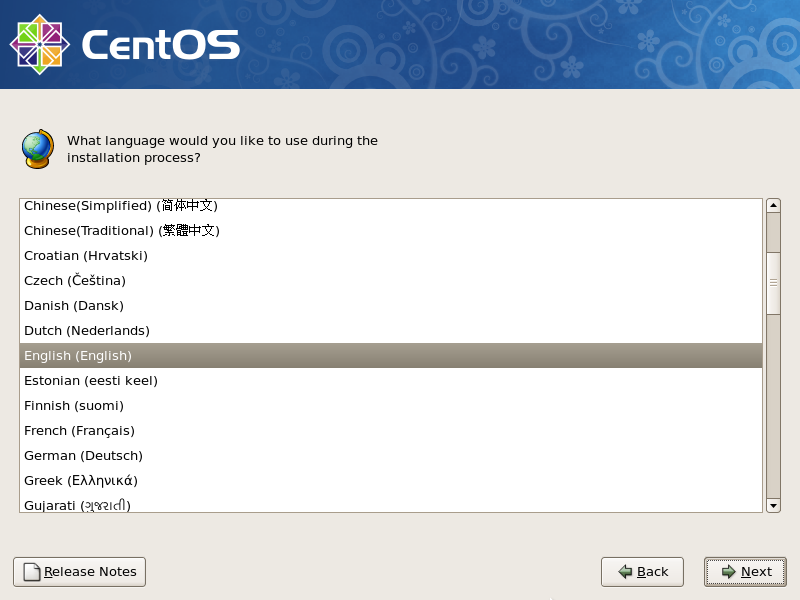 CentOS
What language would you like to use during the
installation process?
Chinese(Simplified) (简体中文)
Chinese(Traditional) (繁體中文)
Croatian (Hrvatski)
Czech (Čeština)
Danish (Dansk)
Dutch (Nederlands)
English (English)
Estonian (eesti keel)
Finnish (suomi)
French (Français)
German (Deutsch)
Greek (Ελληνικά)
Gujarati (ગુજરાતી)
Release Notes
Back
Next